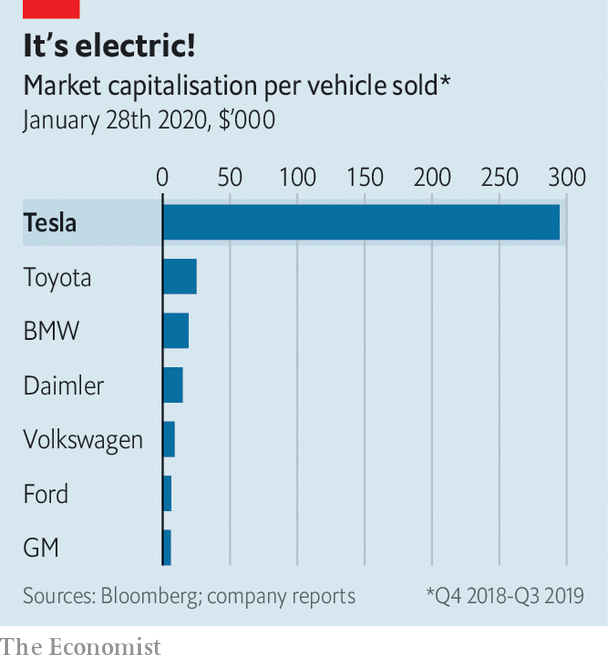 It's electric!
Market capitalisation per vehicle sold*
January 28th 2020, $'000
0 50 100 150 200 250 300
Tesla
Toyota
BMW
Daimler
Volkswagen
Ford
GM
Sources: Bloomberg; company reports *Q4 2018-Q3 2019
The Economist